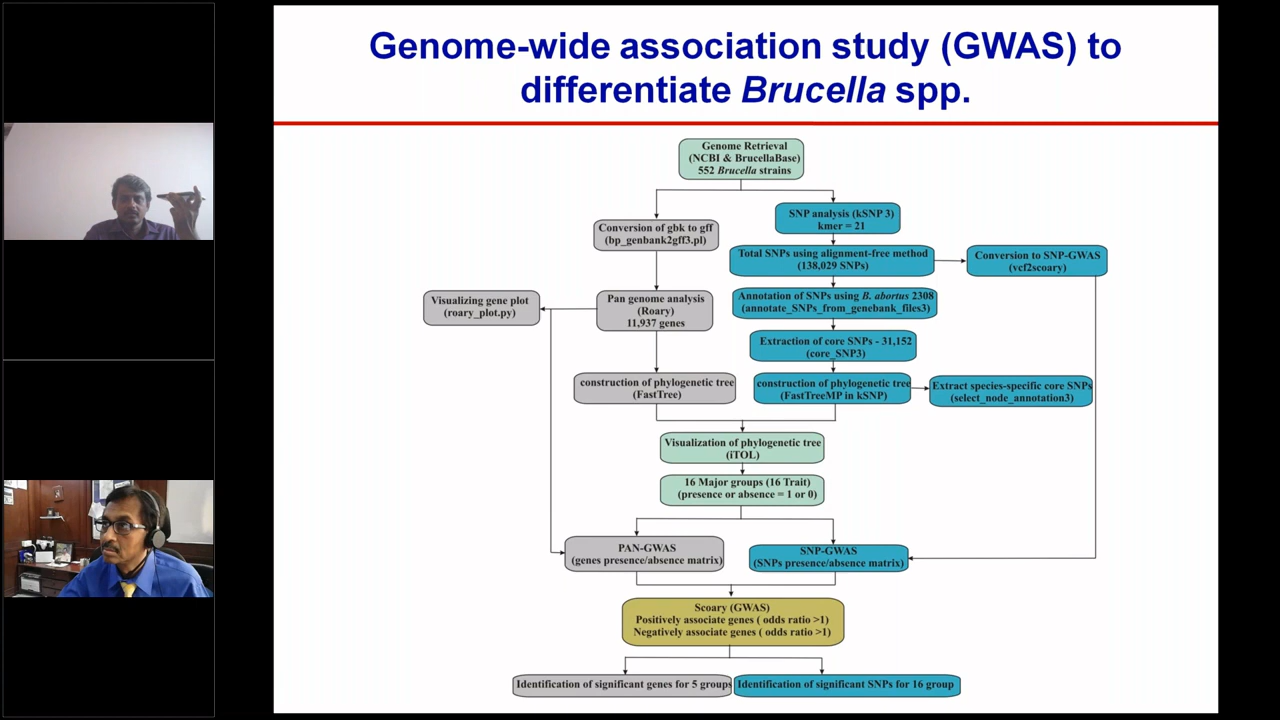 Genome-wide association study (GWAS) to
differentiate Brucella spp.
Genome Retrieval
(NCBI & BrucellaBase)
552 Brucella strains
Conversion of gbk to gff
(bp_genbank2gff3.pl)
SNP analysis (kSNP 3)
kmer = 21
Total SNPs using alignment-free method
(138,029 SNPs)
Conversion to SNP-GWAS
(vcf2scoary)
Visualizing gene plot
(roary_plot.py)
Pan genome analysis
(Roary)
11,937 genes
Annotation of SNPs using B. abortus 2308
(annotate_SNPs_from_genebank_files3)
Extraction of core SNPs - 31,152
(core_SNP3)
construction of phylogenetic tree
(FastTree)
construction of phylogenetic tree
(FastTreeMP in kSNP)
Extract species-specific core SNPs
(select_node_annotation3)
Visualization of phylogenetic tree
(iTOL)
16 Major groups (16 Trait)
(presence or absence = 1 or 0)
PAN-GWAS
(genes presence/absence matrix)
SNP-GWAS
(SNPs presence/absence matrix)
Scoary (GWAS)
Positively associate genes ( odds ratio >1)
Negatively associate genes ( odds ratio >1)
Identification of significant genes for 5 groups
Identification of significant SNPs for 16 group